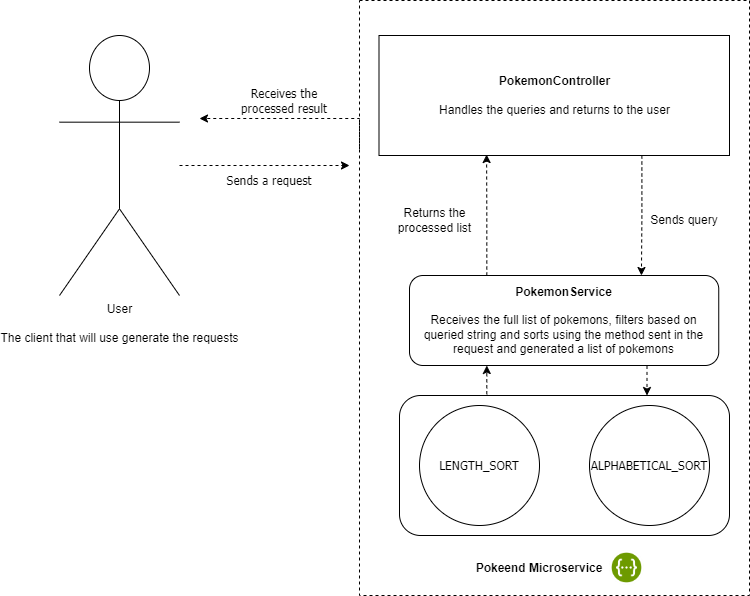 PokemonController
Handles the queries and returns to the user
Receives the
processed result
Sends a request
Returns the
processed list
Sends query
User
The client that will use generate the requests
PokemonService
Receives the full list of pokemons, filters based on
queried string and sorts using the method sent in the
request and generated a list of pokemons
LENGTH_SORT
ALPHABETICAL_SORT
Pokeend Microservice
{···}